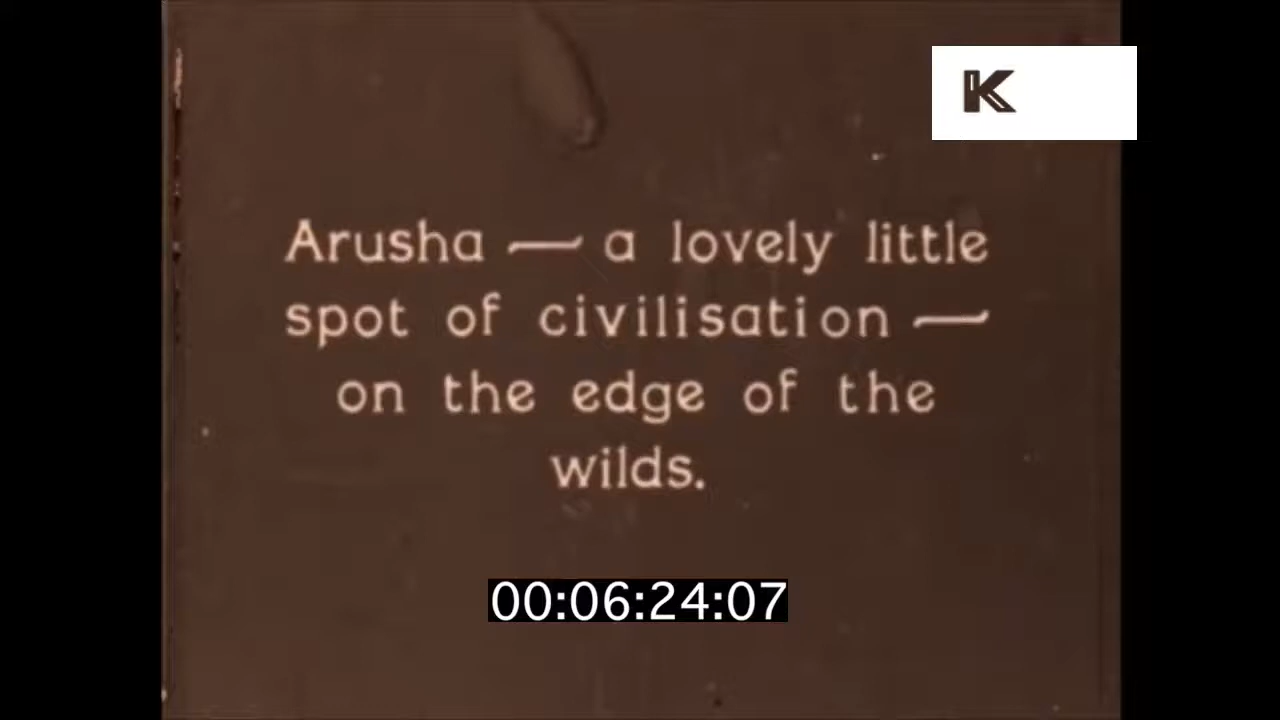 K
Arusha — a lovely little
spot of civilisation —
on the edge of the
wilds.
00:06:24:07